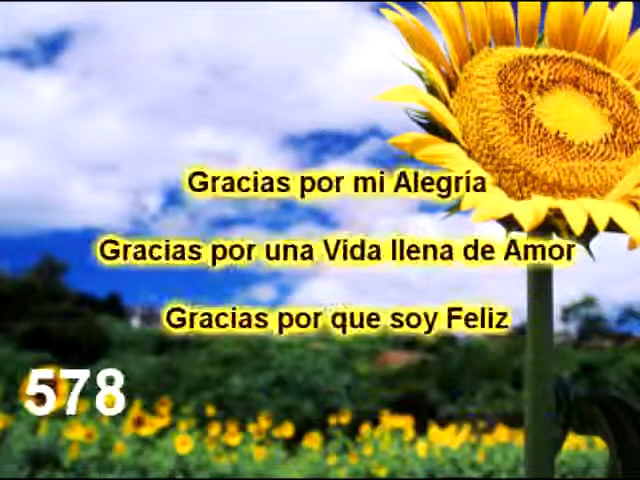 Gracias por mi Alegría
Gracias por una Vida llena de Amor
Gracias por que soy Feliz
578